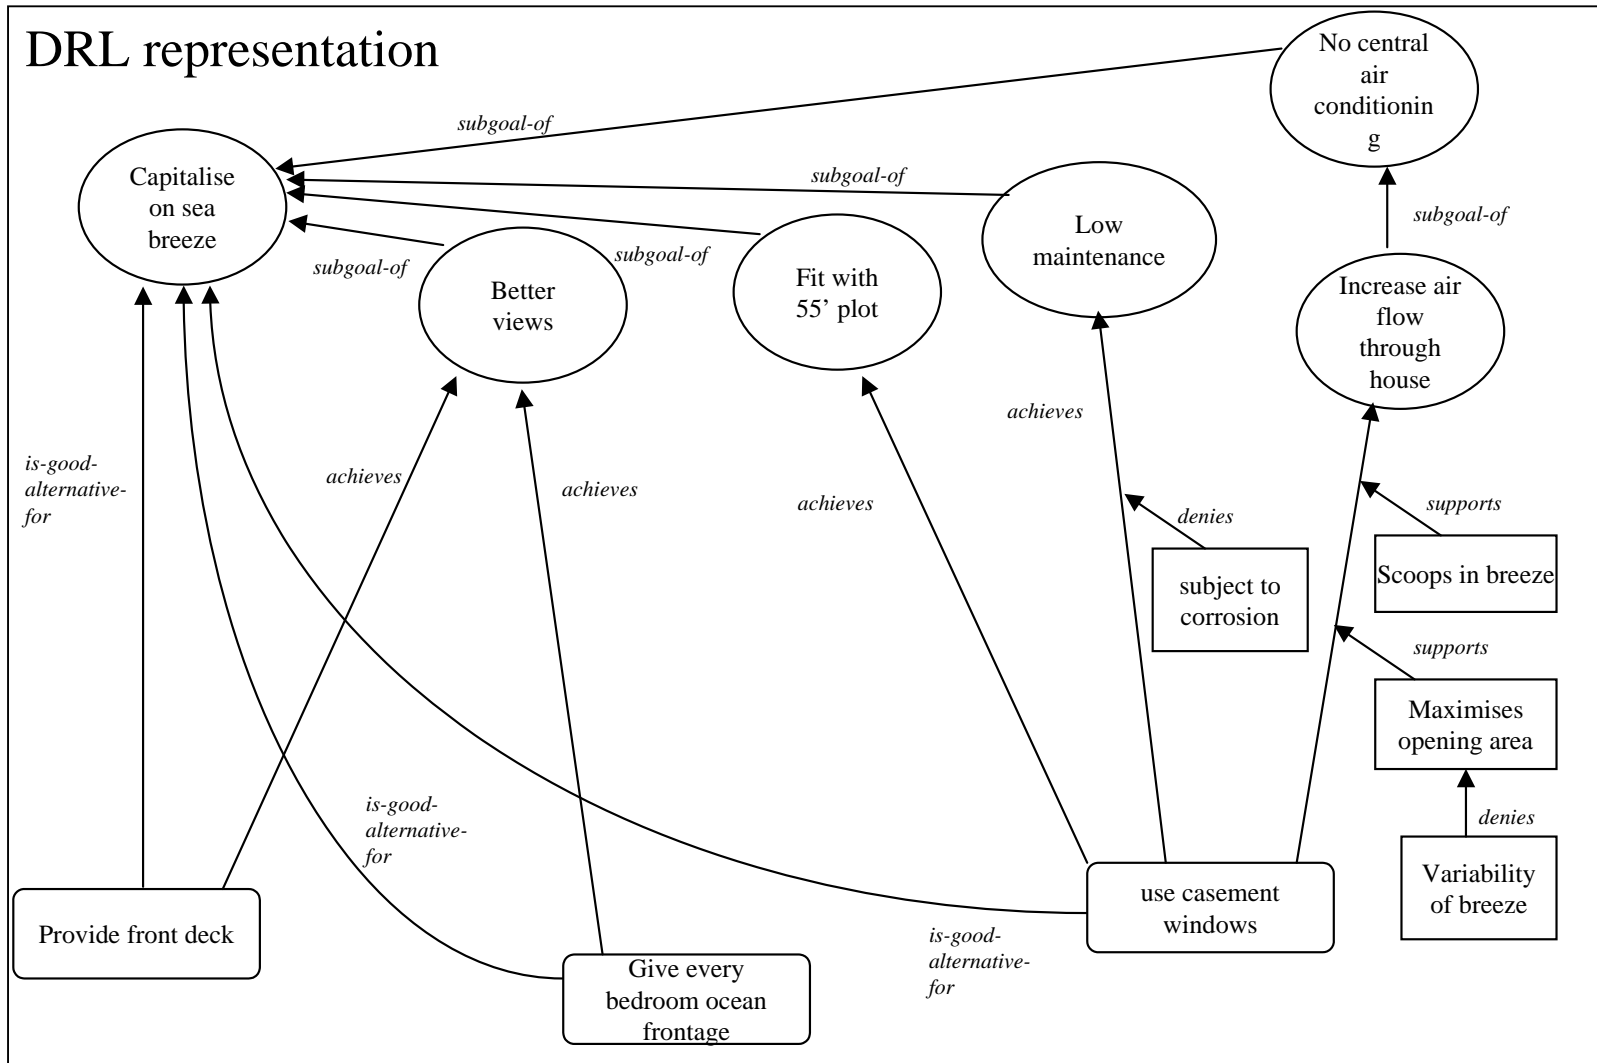 DRL representation
No central
air
conditionin
g
subgoal-of
Capitalise
on sea
breeze
subgoal-of
Low
maintenance
subgoal-of
subgoal-of
subgoal-of
Better
views
Fit with
55’ plot
Increase air
flow
through
house
achieves
is-good-
alternative-
for
achieves
achieves
achieves
supports
denies
Scoops in breeze
subject to
corrosion
supports
Maximises
opening area
is-good-
alternative-
for
denies
Variability
of breeze
use casement
windows
Provide front deck
is-good-
alternative-
for
Give every
bedroom ocean
frontage